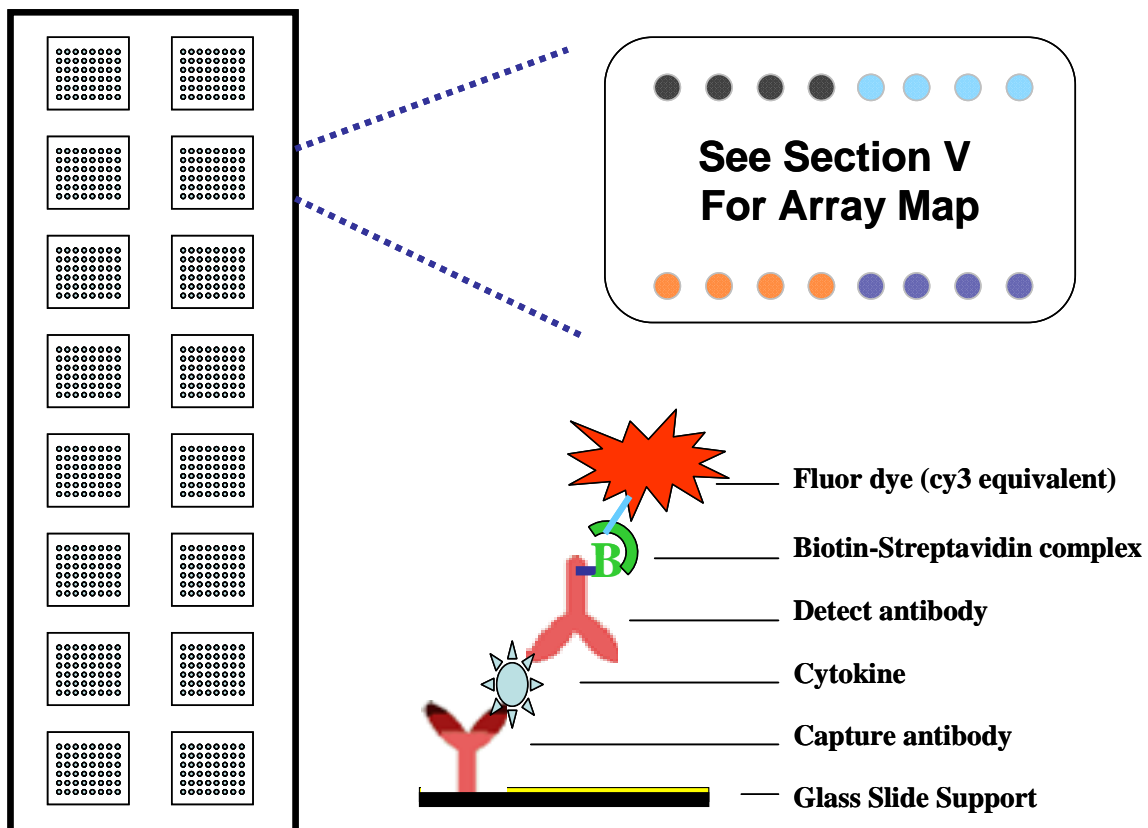 See Section V
For Array Map
Fluor dye (cy3 equivalent)
B
Biotin-Streptavidin complex
Detect antibody
Cytokine
Capture antibody
Glass Slide Support